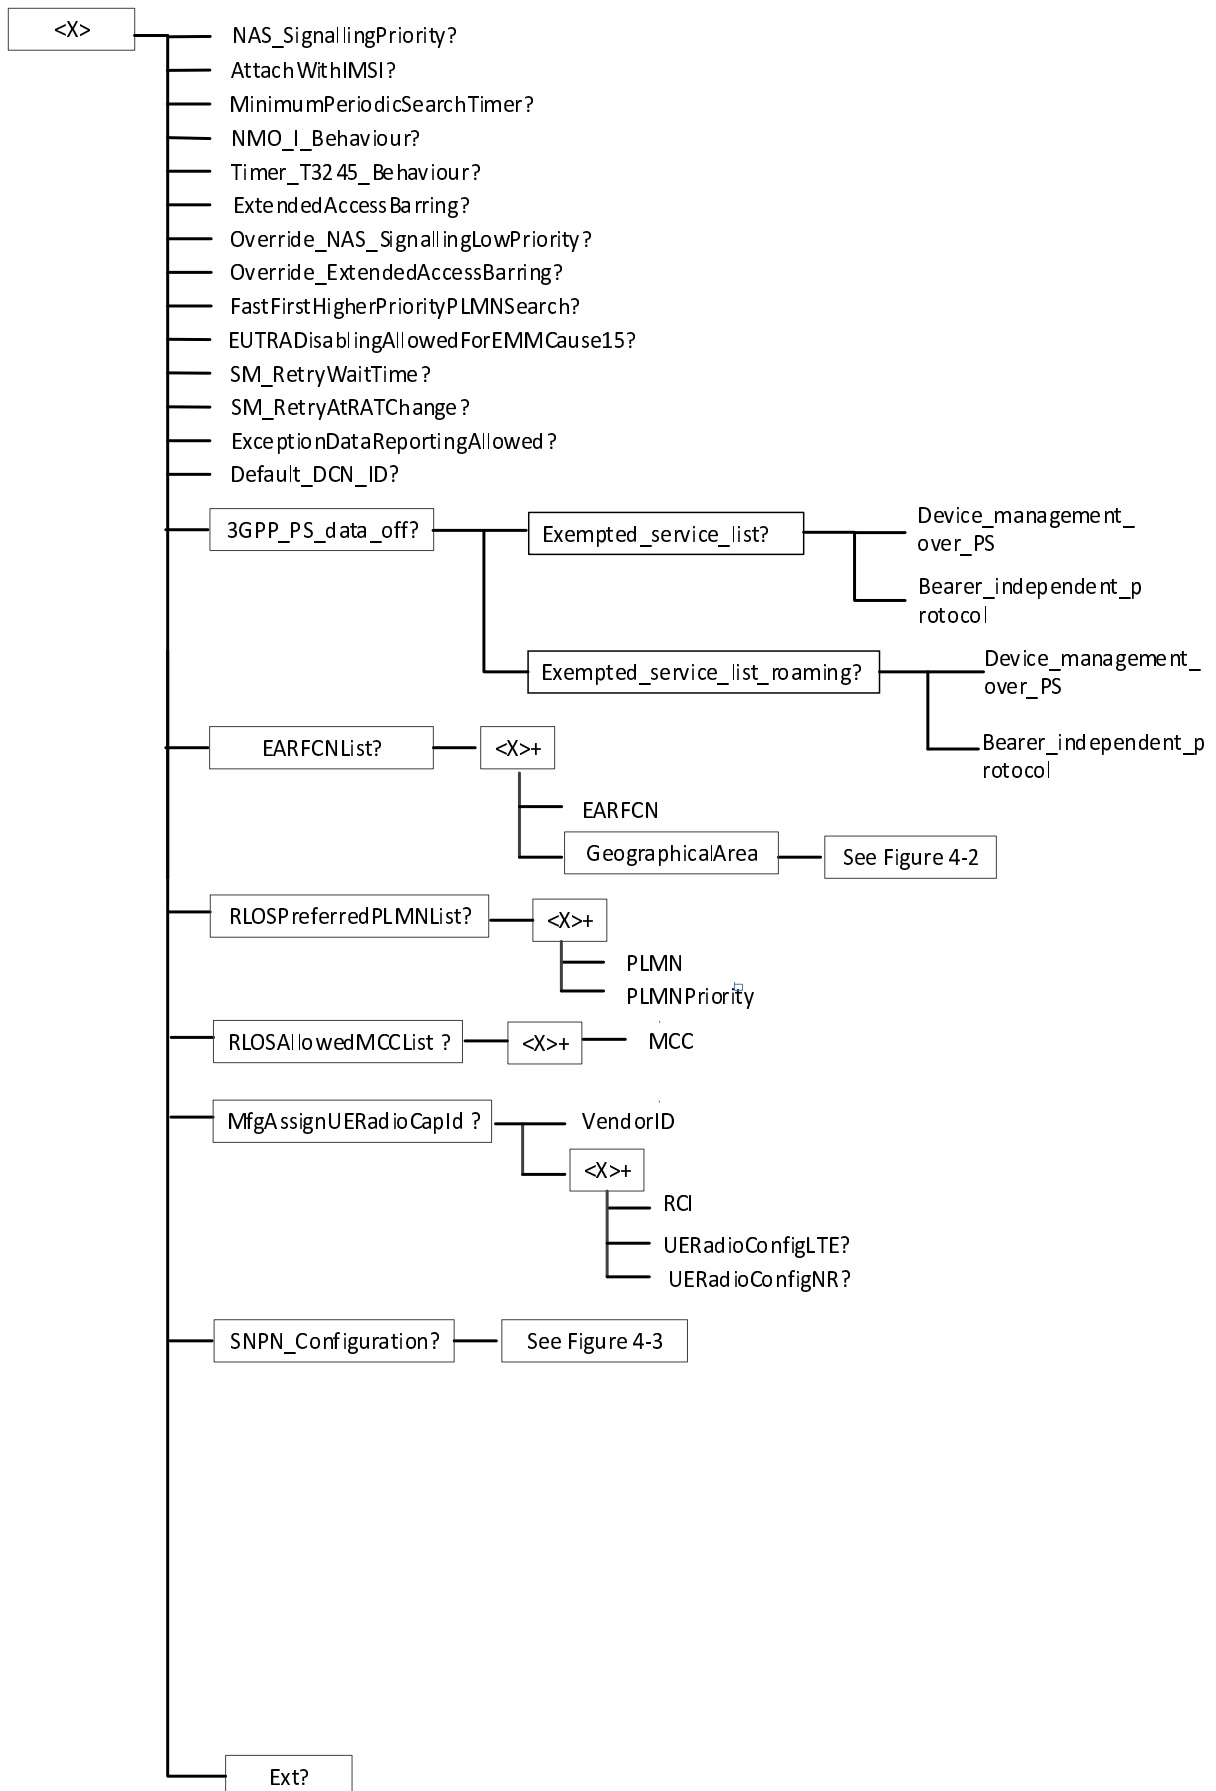 <X>
NAS_SignallingPriority?
AttachWithIMSI?
MinimumPeriodicSearchTimer?
NMO_I_Behaviour?
Timer_T3245_Behaviour?
ExtendedAccessBarring?
Override_NAS_SignallingLowPriority?
Override_ExtendedAccessBarring?
FastFirstHigherPriorityPLMNSearch?
EUTRADisablingAllowedForEMMCause15?
SM_RetryWaitTime?
SM_RetryAtRATChange?
ExceptionDataReportingAllowed?
Default_DCN_ID?
3GPP_PS_data_off?
Exempted_service_list?
Device_management_
over_PS
Bearer_independent_p
rotocol
Exempted_service_list_roaming?
Device_management_
over_PS
Bearer_independent_p
rotocol
EARFCNList?
<X>+
EARFCN
GeographicalArea
See Figure 4-2
RLOSPreferredPLMNList?
<X>+
PLMN
PLMNPriority
RLOSAllowedMCCList ?
<X>+
MCC
MfgAssignUERadioCapId ?
VendorID
<X>+
RCI
UERadioConfigLTE?
UERadioConfigNR?
SNPN_Configuration?
See Figure 4-3
Ext?